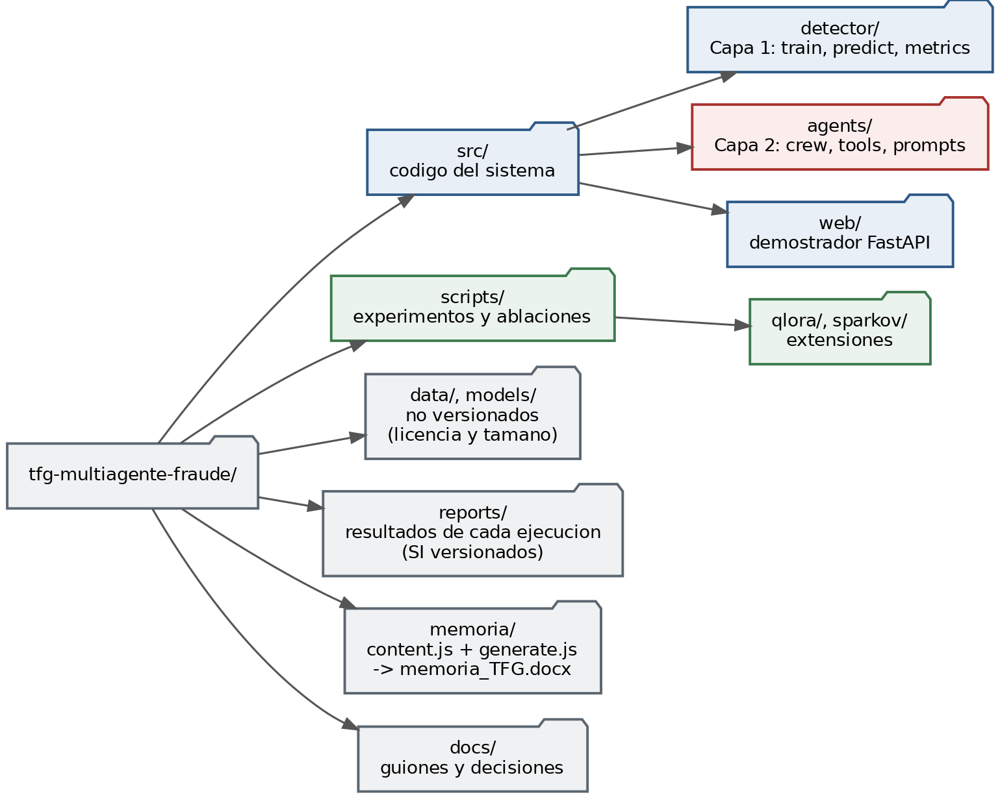 detector/
Capa 1: train, predict, metrics
agents/
Capa 2: crew, tools, prompts
src/
codigo del sistema
web/
demostrador FastAPI
scripts/
experimentos y ablaciones
qlora/, sparkov/
extensiones
data/, models/
no versionados
(licencia y tamano)
tfg-multiagente-fraude/
reports/
resultados de cada ejecucion
(SI versionados)
memoria/
content.js + generate.js
-> memoria_TFG.docx
docs/
guiones y decisiones